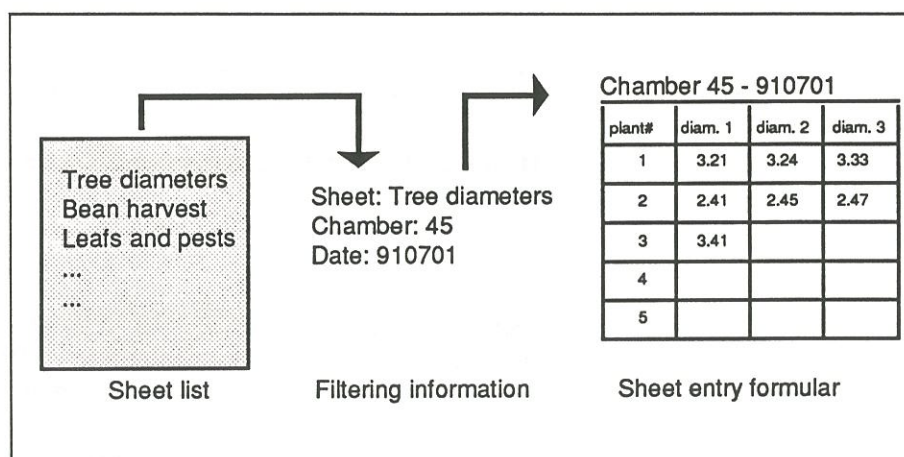 Tree diameters
Bean harvest
Leafs and pests
...
...
Sheet list
Sheet: Tree diameters
Chamber: 45
Date: 910701
Filtering information
Chamber 45 - 910701
plant# diam. 1 diam. 2 diam. 3
1 3.21 3.24 3.33
2 2.41 2.45 2.47
3 3.41
4
5
Sheet entry formular